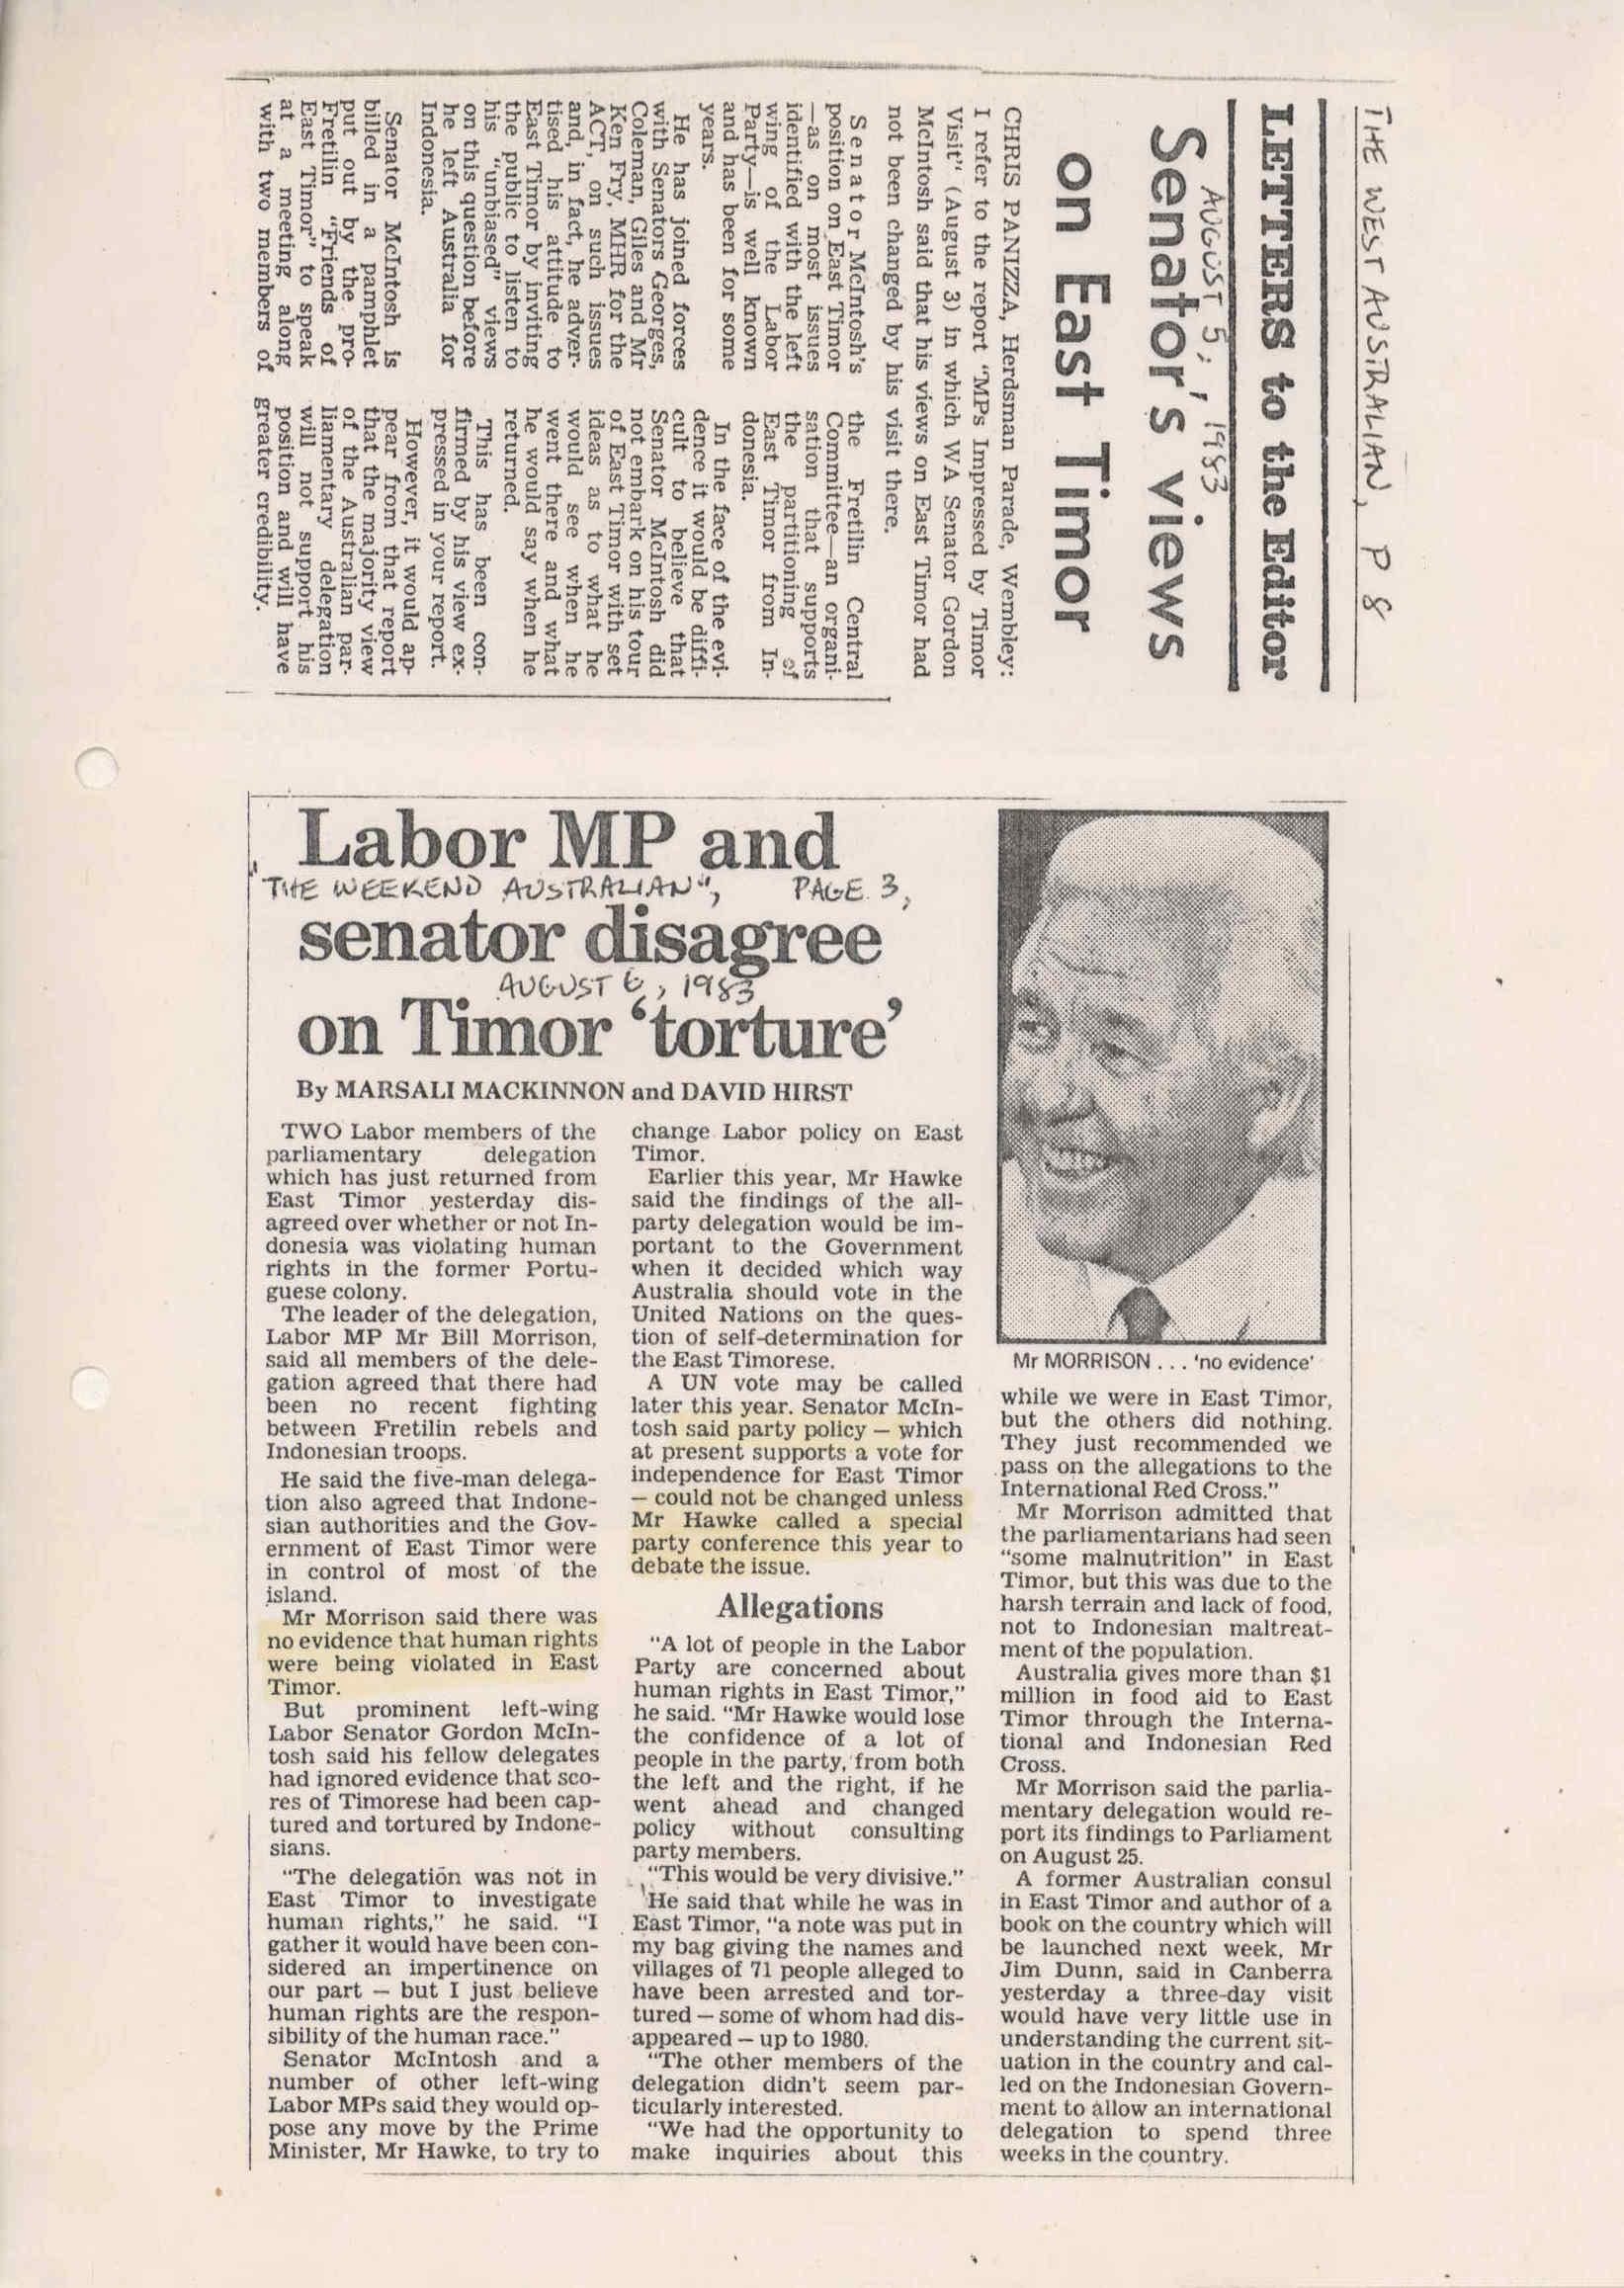 THE WEST AUSTRALIAN, P 8
LETTERS to the Editor
AUGUST 5, 1983
Senator's views
on East Timor
CHRIS PANIZZA, Herdsman Parade, Wembley:
I refer to the report "MPs Impressed by Timor
Visit" (August 3) in which WA Senator Gordon
McIntosh said that his views on East Timor had
not been changed by his visit there.
Senator McIntosh's
position on East Timor
—as on most issues
identified with the left
wing of the Labor
Party—is well known
and has been for some
years.
He has joined forces
with Senators Georges,
Coleman, Giles and Mr
Ken Fry, MHR for the
ACT, on such issues
and, in fact, he adver-
tised his attitude to
East Timor by inviting
the public to listen to
his "unbiased" views
on this question before
he left Australia for
Indonesia.
Senator McIntosh is
billed in a pamphlet
put out by the pro-
Fretilin "Friends of
East Timor" to speak
at a meeting along
with two members of
the Fretilin Central
Committee—an organi-
sation that supports
the partitioning of
East Timor from In-
donesia.
In the face of the evi-
dence it would be diffi-
cult to believe that
Senator McIntosh did
not embark on his tour
of East Timor with set
ideas as to what he
would see when he
went there and what
he would say when he
returned.
This has been con-
firmed by his view ex-
pressed in your report.
However, it would ap-
pear from that report
that the majority view
of the Australian par-
liamentary delegation
will not support his
position and will have
greater credibility.
Labor MP and
"THE WEEKEND AUSTRALIAN", PAGE 3,
senator disagree
AUGUST 6, 1983
on Timor 'torture'
By MARSALI MACKINNON and DAVID HIRST
TWO Labor members of the
parliamentary delegation
which has just returned from
East Timor yesterday dis-
agreed over whether or not In-
donesia was violating human
rights in the former Portu-
guese colony.
The leader of the delegation,
Labor MP Mr Bill Morrison,
said all members of the dele-
gation agreed that there had
been no recent fighting
between Fretilin rebels and
Indonesian troops.
He said the five-man delega-
tion also agreed that Indone-
sian authorities and the Gov-
ernment of East Timor were
in control of most of the
island.
Mr Morrison said there was
no evidence that human rights
were being violated in East
Timor.
But prominent left-wing
Labor Senator Gordon McIn-
tosh said his fellow delegates
had ignored evidence that sco-
res of Timorese had been cap-
tured and tortured by Indone-
sians.
"The delegation was not in
East Timor to investigate
human rights," he said. "I
gather it would have been con-
sidered an impertinence on
our part — but I just believe
human rights are the respon-
sibility of the human race."
Senator McIntosh and a
number of other left-wing
Labor MPs said they would op-
pose any move by the Prime
Minister, Mr Hawke, to try to
change Labor policy on East
Timor.
Earlier this year, Mr Hawke
said the findings of the all-
party delegation would be im-
portant to the Government
when it decided which way
Australia should vote in the
United Nations on the ques-
tion of self-determination for
the East Timorese.
A UN vote may be called
later this year. Senator McIn-
tosh said party policy — which
at present supports a vote for
independence for East Timor
— could not be changed unless
Mr Hawke called a special
party conference this year to
debate the issue.
Allegations
"A lot of people in the Labor
Party are concerned about
human rights in East Timor,"
he said. "Mr Hawke would lose
the confidence of a lot of
people in the party, from both
the left and the right, if he
went ahead and changed
policy without consulting
party members.
"This would be very divisive."
He said that while he was in
East Timor, "a note was put in
my bag giving the names and
villages of 71 people alleged to
have been arrested and tor-
tured — some of whom had dis-
appeared — up to 1980.
"The other members of the
delegation didn't seem par-
ticularly interested.
"We had the opportunity to
make inquiries about this
Mr MORRISON . . . 'no evidence'
while we were in East Timor,
but the others did nothing.
They just recommended we
pass on the allegations to the
International Red Cross."
Mr Morrison admitted that
the parliamentarians had seen
"some malnutrition" in East
Timor, but this was due to the
harsh terrain and lack of food,
not to Indonesian maltreat-
ment of the population.
Australia gives more than $1
million in food aid to East
Timor through the Interna-
tional and Indonesian Red
Cross.
Mr Morrison said the parlia-
mentary delegation would re-
port its findings to Parliament
on August 25.
A former Australian consul
in East Timor and author of a
book on the country which will
be launched next week, Mr
Jim Dunn, said in Canberra
yesterday a three-day visit
would have very little use in
understanding the current sit-
uation in the country and cal-
led on the Indonesian Govern-
ment to allow an international
delegation to spend three
weeks in the country.